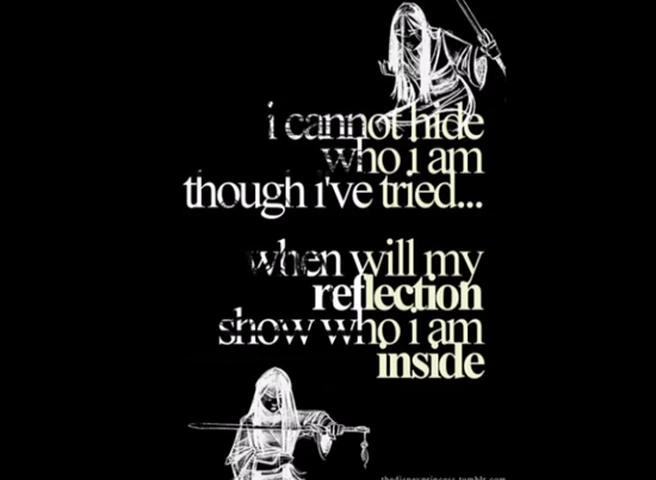 i cannot hide
who i am
though i've tried...
when will my
reflection
show who i am
inside